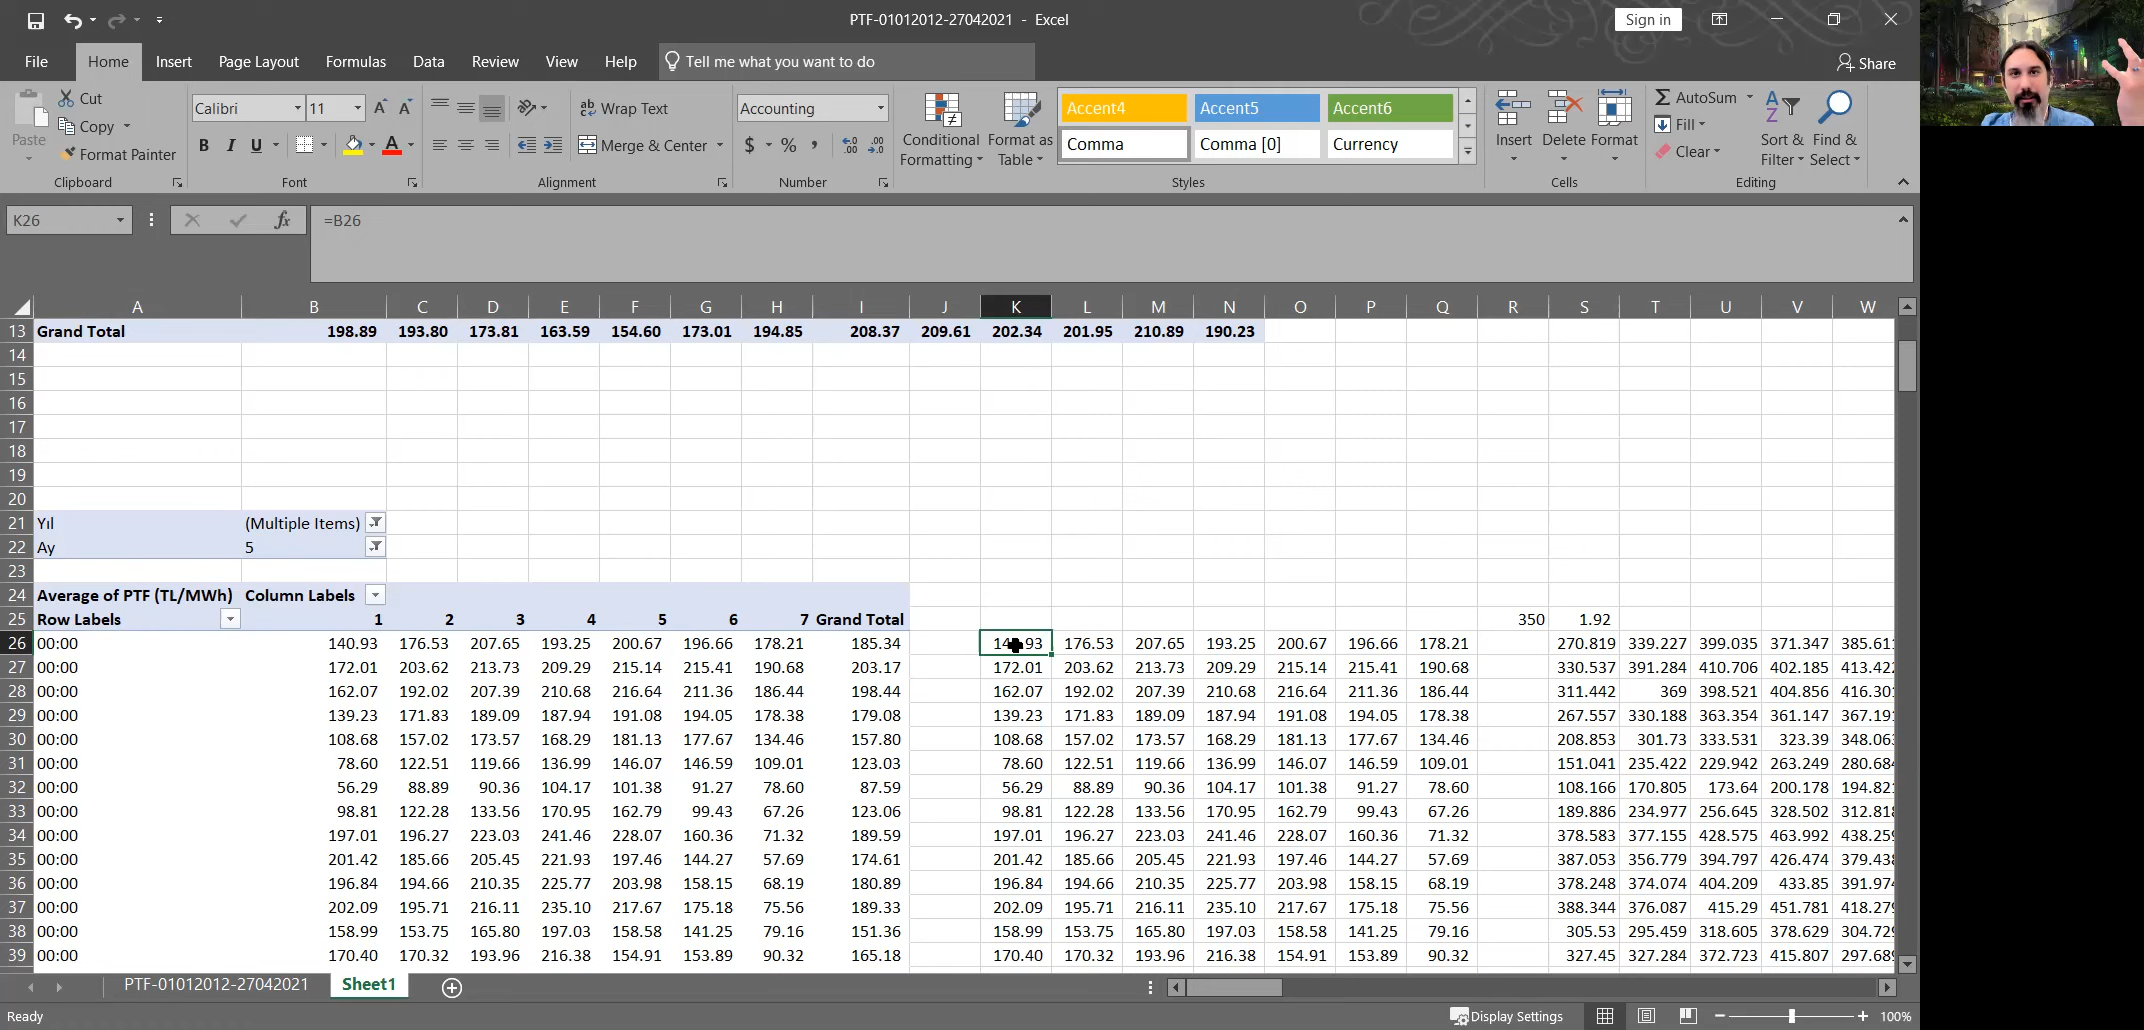 PTF-01012012-27042021 - Excel
Sign in
File Home Insert Page Layout Formulas Data Review View Help Tell me what you want to do Share
Paste Cut Copy Format Painter Clipboard
Calibri 11 B I U A Font
Wrap Text Merge & Center Alignment
Accounting $ % Number
Conditional Formatting Format as Table
Accent4 Accent5 Accent6
Comma Comma [0] Currency
Styles
Insert Delete Format Cells
AutoSum Fill Clear Sort & Filter Find & Select Editing
K26 fx =B26
A B C D E F G H I J K L M N O P Q R S T U V W
13 Grand Total 198.89 193.80 173.81 163.59 154.60 173.01 194.85 208.37 209.61 202.34 201.95 210.89 190.23
14
15
16
17
18
19
20
21 Yıl (Multiple Items)
22 Ay 5
23
24 Average of PTF (TL/MWh) Column Labels
25 Row Labels 1 2 3 4 5 6 7 Grand Total 350 1.92
26 00:00 140.93 176.53 207.65 193.25 200.67 196.66 178.21 185.34 176.53 207.65 193.25 200.67 196.66 178.21 270.819 339.227 399.035 371.347
27 00:00 172.01 203.62 213.73 209.29 215.14 215.41 190.68 203.17 172.01 203.62 213.73 209.29 215.14 215.41 190.68 330.537 391.284 410.706 402.185
28 00:00 162.07 192.02 207.39 210.68 216.64 211.36 186.44 198.44 162.07 192.02 207.39 210.68 216.64 211.36 186.44 311.442 369 398.521 404.856
29 00:00 139.23 171.83 189.09 187.94 191.08 194.05 178.38 179.08 139.23 171.83 189.09 187.94 191.08 194.05 178.38 267.557 330.188 363.354 361.147
30 00:00 108.68 157.02 173.57 168.29 181.13 177.67 134.46 157.80 108.68 157.02 173.57 168.29 181.13 177.67 134.46 208.853 301.73 333.531 323.39
31 00:00 78.60 122.51 119.66 136.99 146.07 146.59 109.01 123.03 78.60 122.51 119.66 136.99 146.07 146.59 109.01 151.041 235.422 229.942 263.249
32 00:00 56.29 88.89 90.36 104.17 101.38 91.27 78.60 87.59 56.29 88.89 90.36 104.17 101.38 91.27 78.60 108.166 170.805 173.64 200.178
33 00:00 98.81 122.28 133.56 170.95 162.79 99.43 67.26 123.06 98.81 122.28 133.56 170.95 162.79 99.43 67.26 189.886 234.977 256.645 328.502
34 00:00 197.01 196.27 223.03 241.46 228.07 160.36 71.32 189.59 197.01 196.27 223.03 241.46 228.07 160.36 71.32 378.583 377.155 428.575 463.992
35 00:00 201.42 185.66 205.45 221.93 197.46 144.27 57.69 174.61 201.42 185.66 205.45 221.93 197.46 144.27 57.69 387.053 356.779 394.797 426.474
36 00:00 196.84 194.66 210.35 225.77 203.98 158.15 68.19 180.89 196.84 194.66 210.35 225.77 203.98 158.15 68.19 378.248 374.074 404.209 433.85
37 00:00 202.09 195.71 216.11 235.10 217.67 175.18 75.56 189.33 202.09 195.71 216.11 235.10 217.67 175.18 75.56 388.344 376.087 415.29 451.781
38 00:00 158.99 153.75 165.80 197.03 158.58 141.25 79.16 151.36 158.99 153.75 165.80 197.03 158.58 141.25 79.16 305.53 295.459 318.605 378.629
39 00:00 170.40 170.32 193.96 216.38 154.91 153.89 90.32 165.18 170.40 170.32 193.96 216.38 154.91 153.89 90.32 327.45 327.284 372.723 415.807
PTF-01012012-27042021 Sheet1
Ready Display Settings 100%